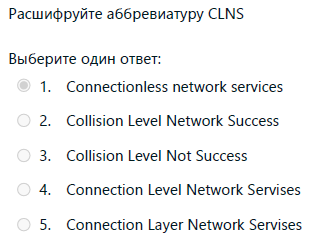 Расшифруйте аббревиатуру CLNS
Выберите один ответ:
1. Connectionless network services
2. Collision Level Network Success
3. Collision Level Not Success
4. Connection Level Network Servises
5. Connection Layer Network Servises